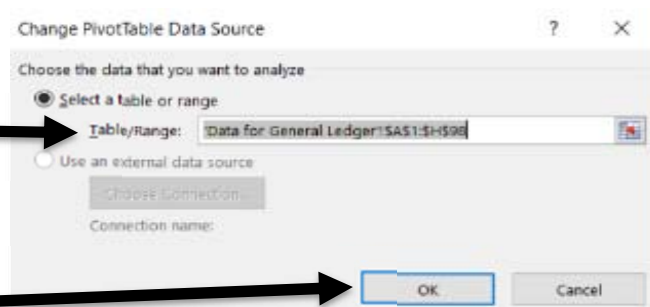 Change PivotTable Data Source ? ×
Choose the data that you want to analyze
Select a table or range
Table/Range: 'Data for General Ledger'!$A$1:$H$98
Use an external data source
Choose Connection...
Connection name:
OK Cancel